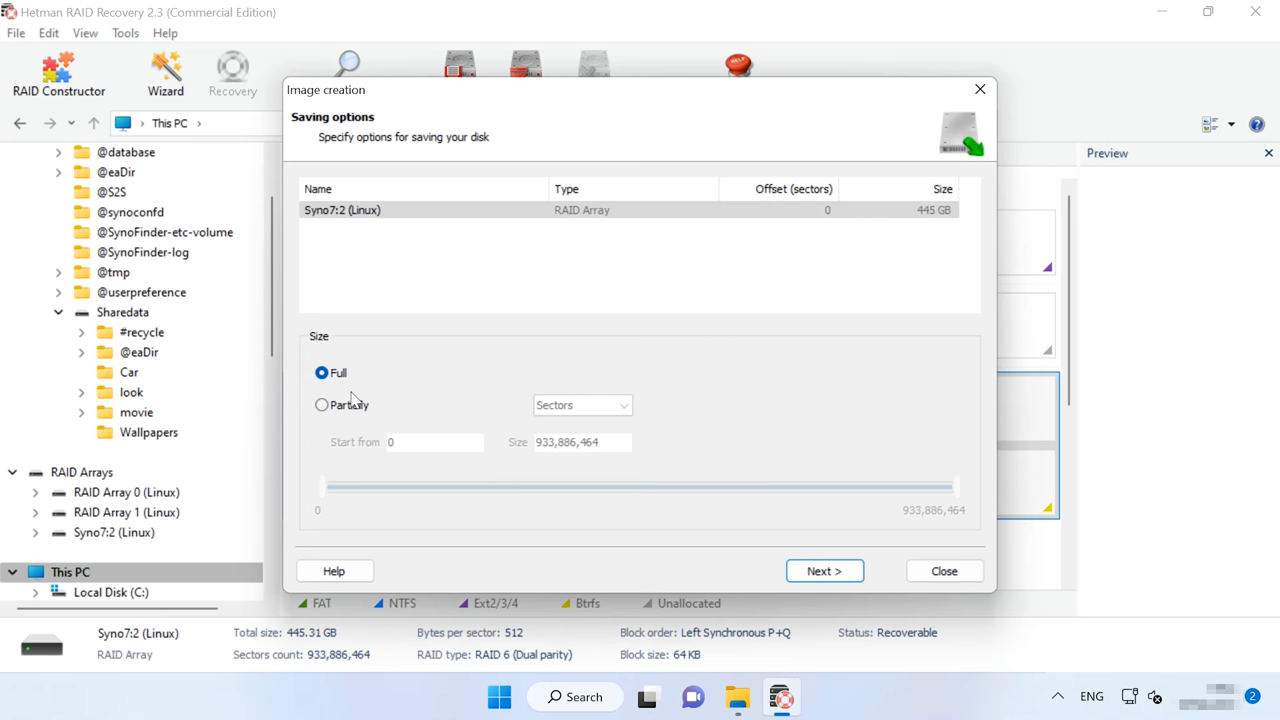 Hetman RAID Recovery 2.3 (Commercial Edition)
File Edit View Tools Help
RAID Constructor
Wizard
Recovery
This PC
Preview
@database
@eaDir
@S2S
@synoconfd
@SynoFinder-etc-volume
@SynoFinder-log
@tmp
@userpreference
Sharedata
#recycle
@eaDir
Car
look
movie
Wallpapers
RAID Arrays
RAID Array 0 (Linux)
RAID Array 1 (Linux)
Syno7:2 (Linux)
This PC
Local Disk (C:)
Image creation
Saving options
Specify options for saving your disk
Name Type Offset (sectors) Size
Syno7:2 (Linux) RAID Array 0 445 GB
Size
Full
Partially Sectors
Start from 0 Size 933,886,464
0 933,886,464
Help Next > Close
FAT NTFS Ext2/3/4 Btrfs Unallocated
Syno7:2 (Linux) Total size: 445.31 GB Bytes per sector: 512 Block order: Left Synchronous P+Q Status: Recoverable
RAID Array Sectors count: 933,886,464 RAID type: RAID 6 (Dual parity) Block size: 64 KB
Search ENG 2